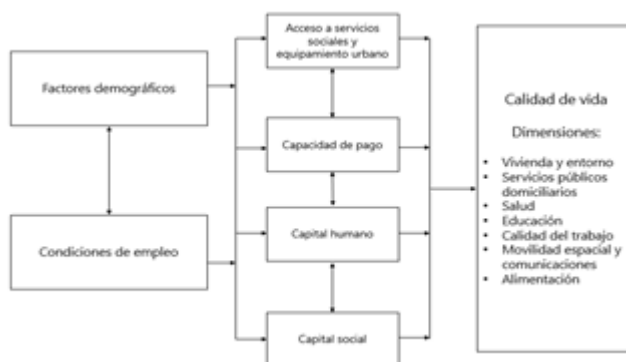 Acceso a servicios
sociales y
equipamiento urbano
Factores demográficos
Capacidad de pago
Condiciones de empleo
Capital humano
Capital social
Calidad de vida
Dimensiones:
• Vivienda y entorno
• Servicios públicos
domiciliarios
• Salud
• Educación
• Calidad del trabajo
• Movilidad espacial y
comunicaciones
• Alimentación